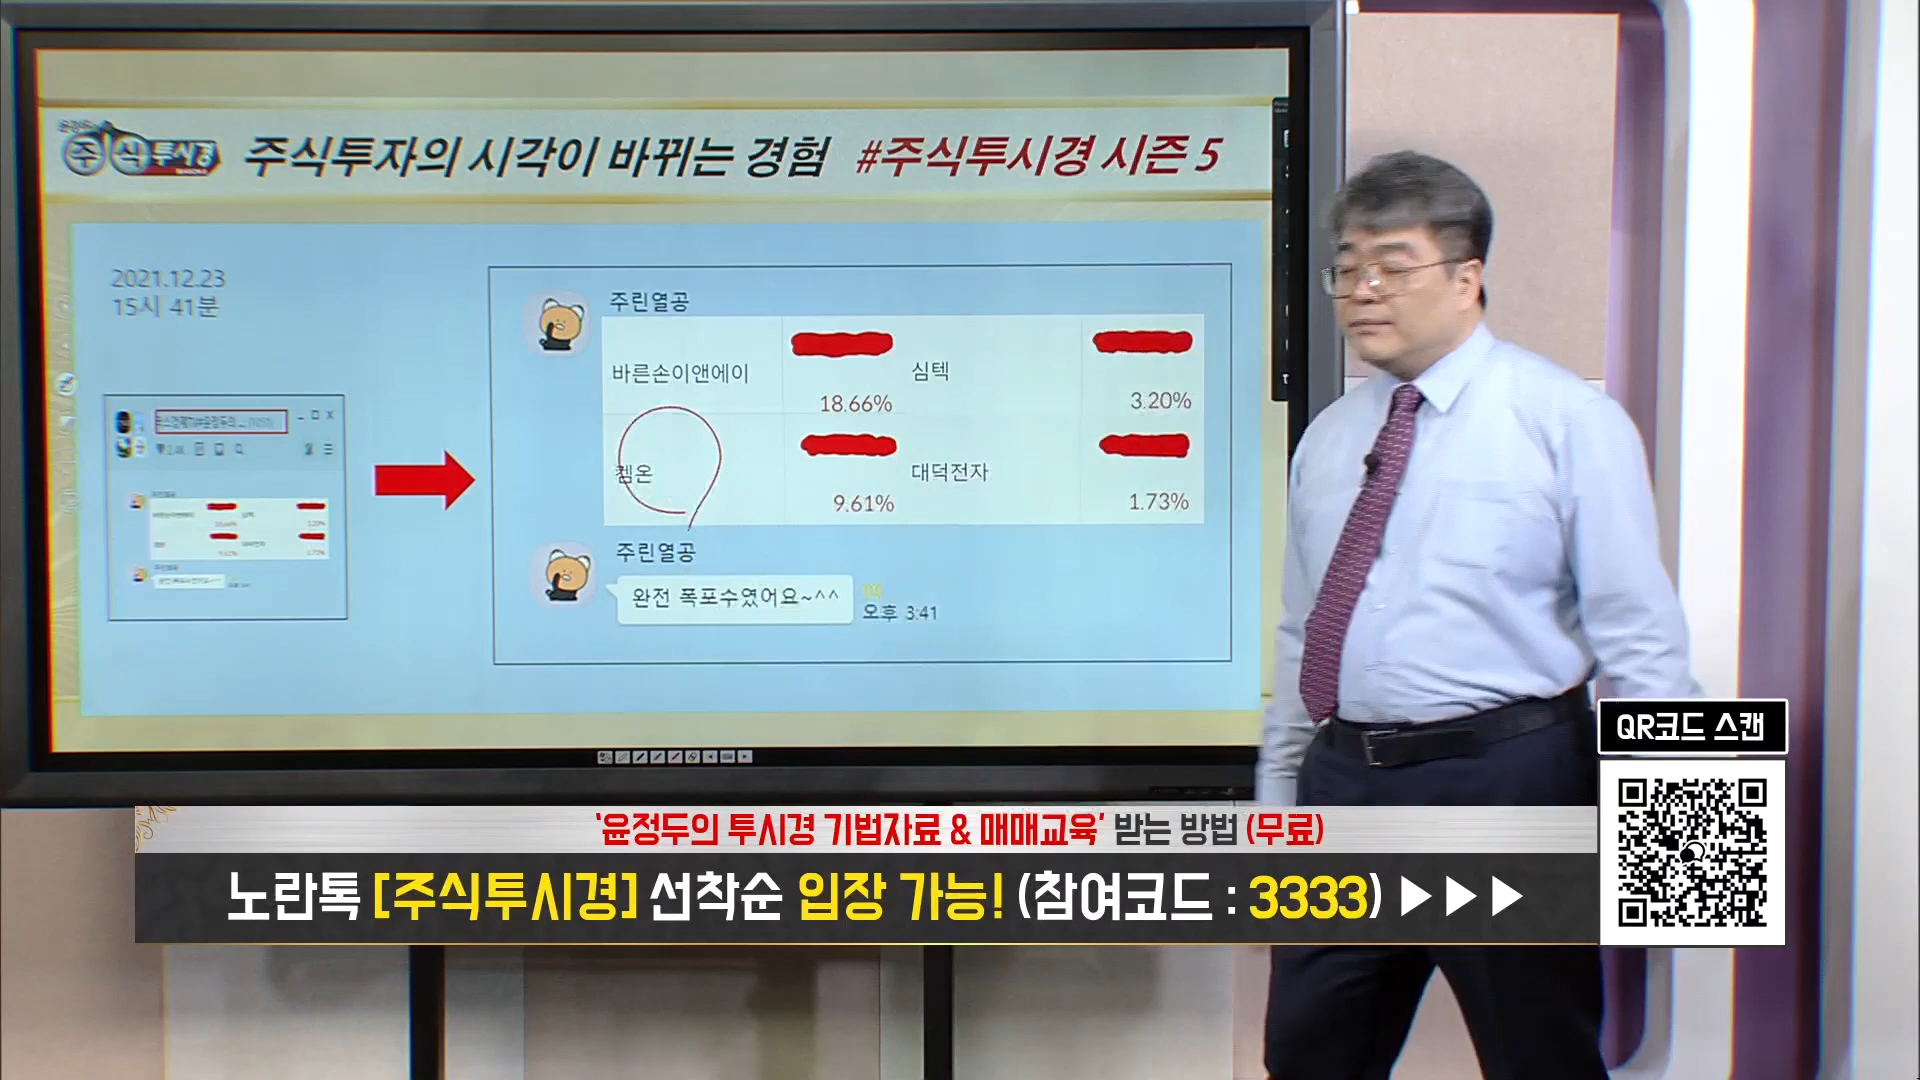 주식투시경
주식투자의 시각이 바뀌는 경험 #주식투시경 시즌 5
2021.12.23
15시 41분
주린열공
바른손이앤에이
18.66%
심텍
3.20%
켐온
9.61%
대덕전자
1.73%
주린열공
완전 폭포수였어요~^^
오후 3:41
QR코드 스캔
'윤정두의 투시경 기법자료 & 매매교육' 받는 방법 (무료)
노란톡 [주식투시경] 선착순 입장 가능! (참여코드 : 3333) ▶▶▶